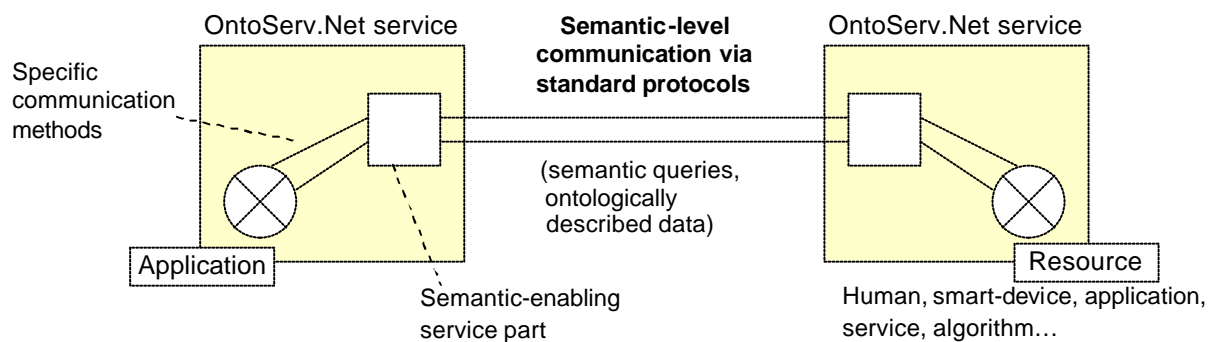 OntoServ.Net service
Semantic-level
communication via
standard protocols
OntoServ.Net service
Specific
communication
methods
(semantic queries,
ontologically
described data)
Application
Resource
Semantic-enabling
service part
Human, smart-device, application,
service, algorithm…